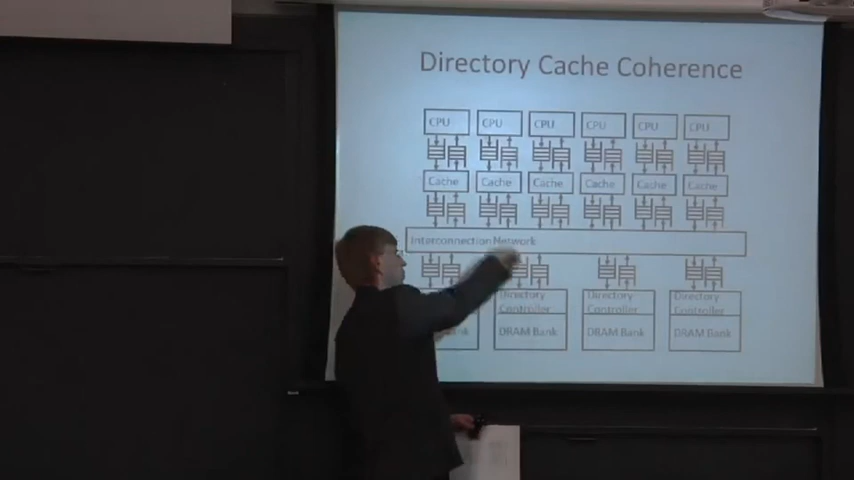 Directory Cache Coherence
CPU CPU CPU CPU CPU CPU
Cache Cache Cache Cache Cache Cache
Interconnection Network
Directory Directory Directory
Controller Controller Controller
DRAM Bank DRAM Bank DRAM Bank